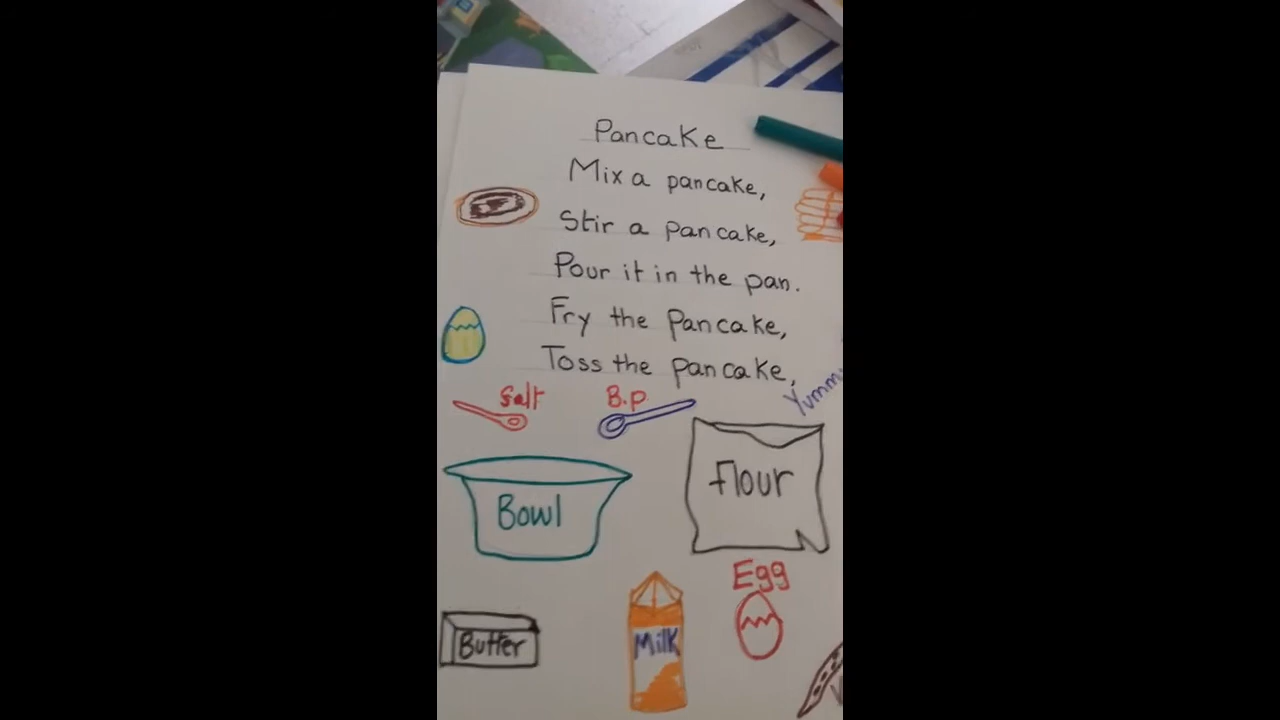 Pancake
Mix a pancake,
Stir a pancake,
Pour it in the pan.
Fry the Pancake,
Toss the pancake,
Salt
B.p
Yummy
Bowl
flour
Egg
Butter
Milk